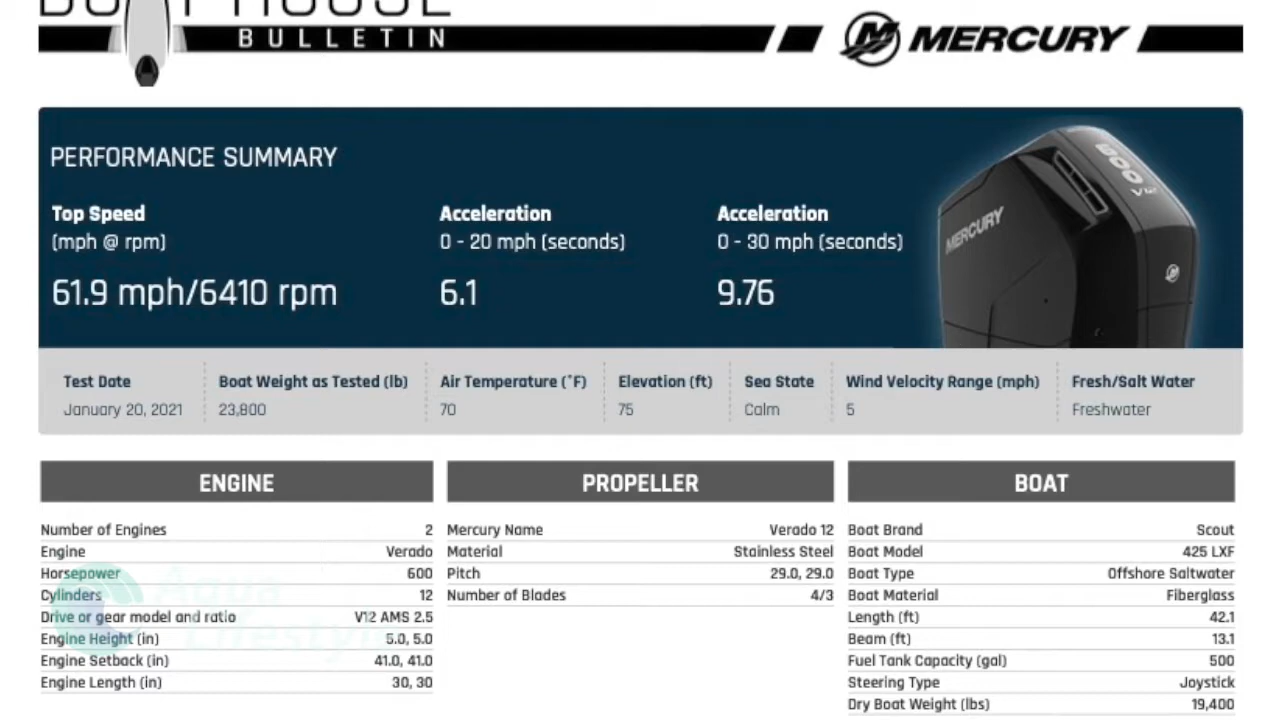 BOATHOUSE
BULLETIN
MERCURY
PERFORMANCE SUMMARY
Top Speed
(mph @ rpm)
61.9 mph/6410 rpm
Acceleration
0 - 20 mph (seconds)
6.1
Acceleration
0 - 30 mph (seconds)
9.76
MERCURY
600
V12
Test Date
January 20, 2021
Boat Weight as Tested (lb)
23,800
Air Temperature (°F)
70
Elevation (ft)
75
Sea State
Calm
Wind Velocity Range (mph)
5
Fresh/Salt Water
Freshwater
ENGINE
Number of Engines 2
Engine Verado
Horsepower 600
Cylinders 12
Drive or gear model and ratio V12 AMS 2.5
Engine Height (in) 5.0, 5.0
Engine Setback (in) 41.0, 41.0
Engine Length (in) 30, 30
Aqua
Lifestyle
PROPELLER
Mercury Name Verado 12
Material Stainless Steel
Pitch 29.0, 29.0
Number of Blades 4/3
BOAT
Boat Brand Scout
Boat Model 425 LXF
Boat Type Offshore Saltwater
Boat Material Fiberglass
Length (ft) 42.1
Beam (ft) 13.1
Fuel Tank Capacity (gal) 500
Steering Type Joystick
Dry Boat Weight (lbs) 19,400